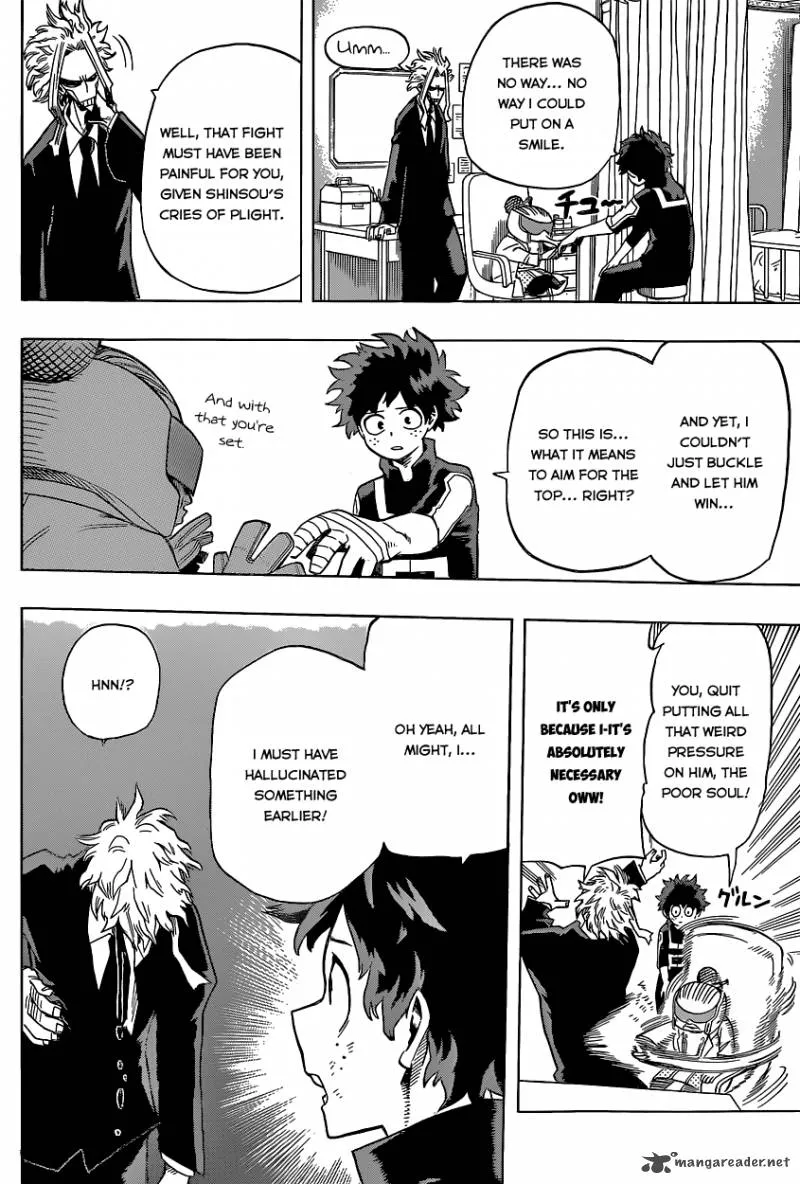 THERE WAS
NO WAY... NO
WAY I COULD
PUT ON A
SMILE.
チュ〜
Umm...
WELL, THAT FIGHT
MUST HAVE BEEN
PAINFUL FOR YOU,
GIVEN SHINSOU'S
CRIES OF PLIGHT.
AND YET, I
COULDN'T
JUST BUCKLE
AND LET HIM
WIN...
SO THIS IS...
WHAT IT MEANS
TO AIM FOR THE
TOP... RIGHT?
And with
that you're
set.
YOU, QUIT
PUTTING ALL
THAT WEIRD
PRESSURE
ON HIM, THE
POOR SOUL!
グルン
IT'S ONLY
BECAUSE I-IT'S
ABSOLUTELY
NECESSARY
OWW!
OH YEAH, ALL
MIGHT, I...
I MUST HAVE
HALLUCINATED
SOMETHING
EARLIER!
HNN!?
mangareader.net